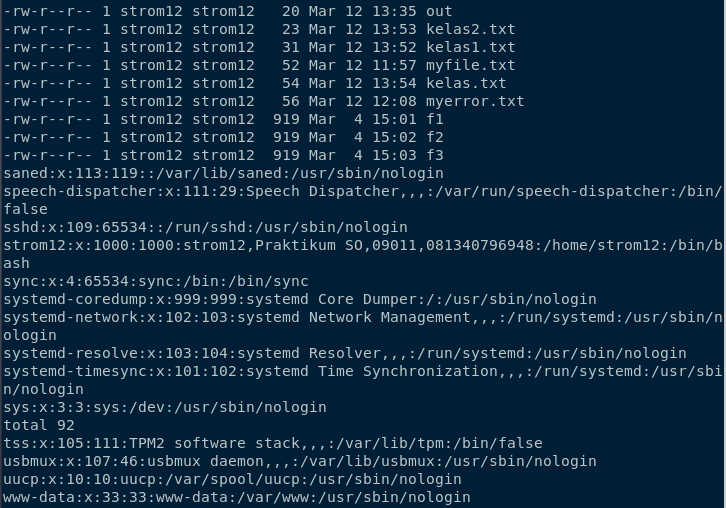 -rw-r--r-- 1 strom12 strom12   20 Mar 12 13:35 out
-rw-r--r-- 1 strom12 strom12   23 Mar 12 13:53 kelas2.txt
-rw-r--r-- 1 strom12 strom12   31 Mar 12 13:52 kelas1.txt
-rw-r--r-- 1 strom12 strom12   52 Mar 12 11:57 myfile.txt
-rw-r--r-- 1 strom12 strom12   54 Mar 12 13:54 kelas.txt
-rw-r--r-- 1 strom12 strom12   56 Mar 12 12:08 myerror.txt
-rw-r--r-- 1 strom12 strom12  919 Mar  4 15:01 f1
-rw-r--r-- 1 strom12 strom12  919 Mar  4 15:02 f2
-rw-r--r-- 1 strom12 strom12  919 Mar  4 15:03 f3
saned:x:113:119::/var/lib/saned:/usr/sbin/nologin
speech-dispatcher:x:111:29:Speech Dispatcher,,,:/var/run/speech-dispatcher:/bin/
false
sshd:x:109:65534::/run/sshd:/usr/sbin/nologin
strom12:x:1000:1000:strom12,Praktikum SO,09011,081340796948:/home/strom12:/bin/b
ash
sync:x:4:65534:sync:/bin:/bin/sync
systemd-coredump:x:999:999:systemd Core Dumper:/:/usr/sbin/nologin
systemd-network:x:102:103:systemd Network Management,,,:/run/systemd:/usr/sbin/n
ologin
systemd-resolve:x:103:104:systemd Resolver,,,:/run/systemd:/usr/sbin/nologin
systemd-timesync:x:101:102:systemd Time Synchronization,,,:/run/systemd:/usr/sbi
n/nologin
sys:x:3:3:sys:/dev:/usr/sbin/nologin
total 92
tss:x:105:111:TPM2 software stack,,,:/var/lib/tpm:/bin/false
usbmux:x:107:46:usbmux daemon,,,:/var/lib/usbmux:/usr/sbin/nologin
uucp:x:10:10:uucp:/var/spool/uucp:/usr/sbin/nologin
www-data:x:33:33:www-data:/var/www:/usr/sbin/nologin